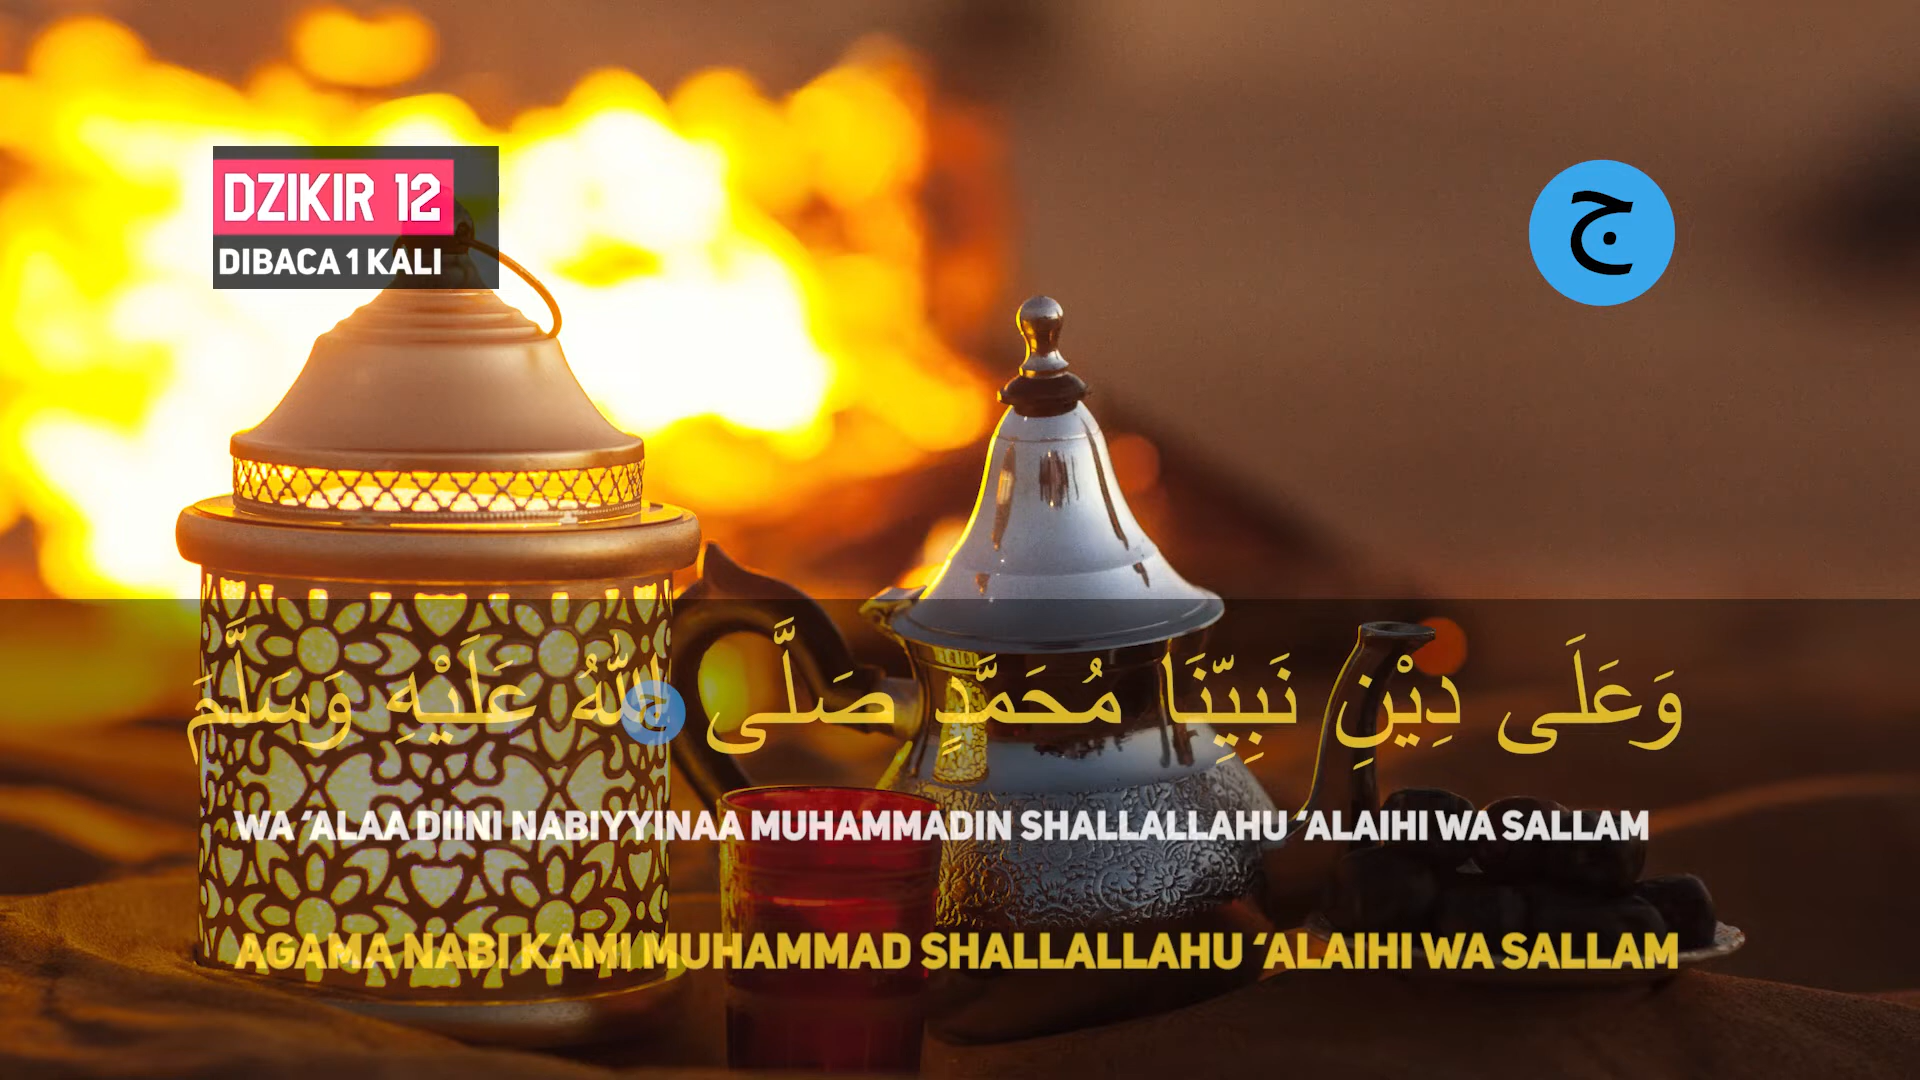 DZIKIR 12
DIBACA 1 KALI
ج
وَعَلَى دِيْنِ نَبِيِّنَا مُحَمَّدٍ صَلَّى اللهُ عَلَيْهِ وَسَلَّمَ
WA ‘ALAA DIINI NABIYYINAA MUHAMMADIN SHALLALLAHU ‘ALAIHI WA SALLAM
AGAMA NABI KAMI MUHAMMAD SHALLALLAHU ‘ALAIHI WA SALLAM